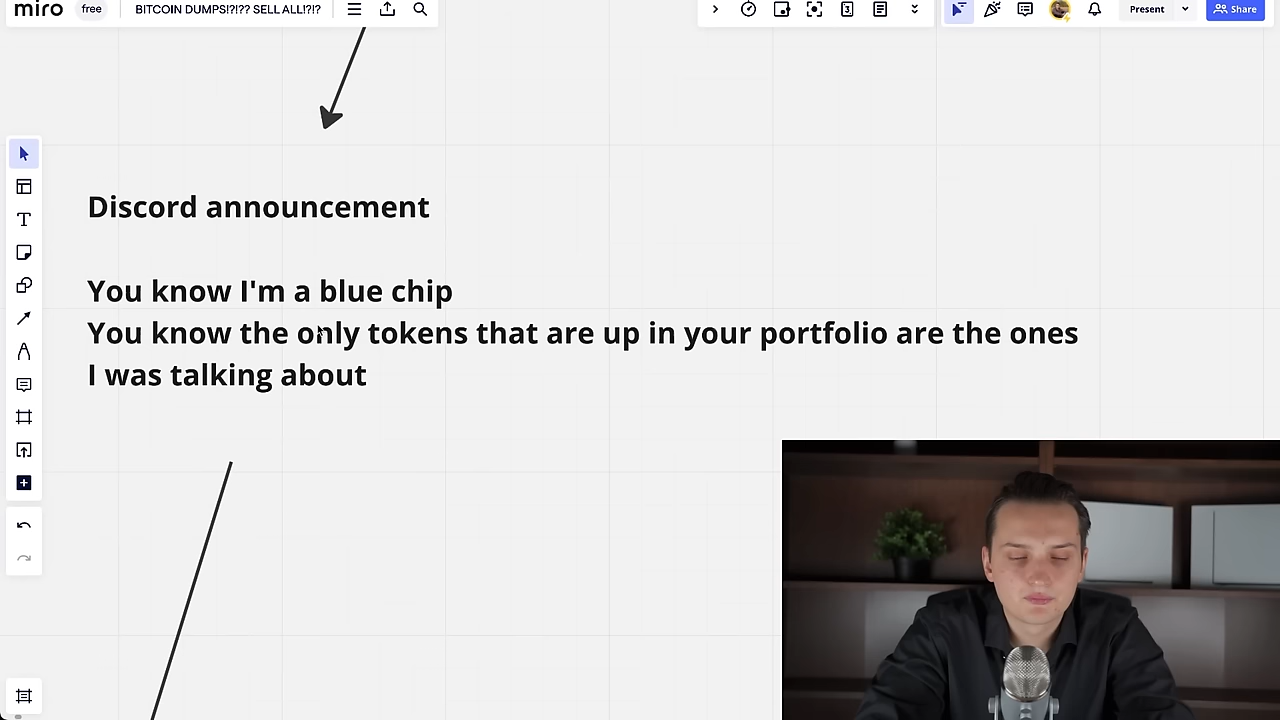 miro free BITCOIN DUMPS!?!?? SELL ALL!?!? 3 Present Share
Discord announcement
You know I'm a blue chip
You know the only tokens that are up in your portfolio are the ones
I was talking about